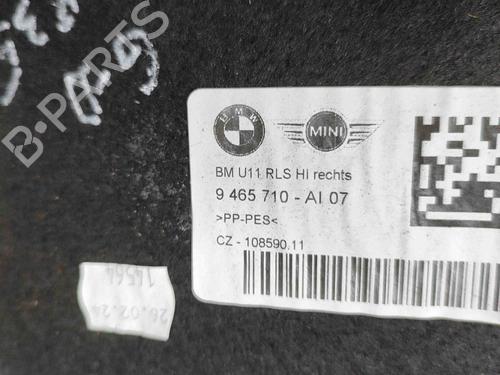 BMW
MINI
BM U11 RLS HI rechts
9 465 710 - AI 07
>PP-PES<
CZ - 108590.11
14564
26.02.24
B-PARTS